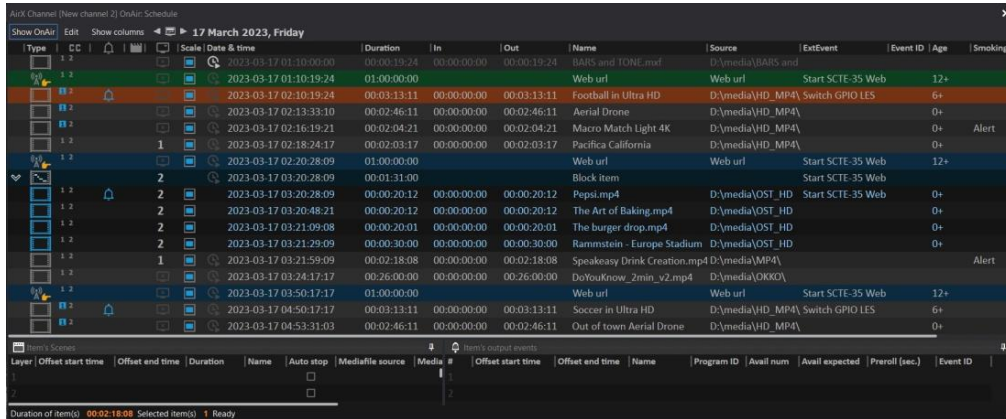 AirX Channel [New channel 2] OnAir: Schedule
Show OnAir Edit Show columns 17 March 2023, Friday
Type CC Scale Date & time Duration In Out Name Source ExtEvent Event ID Age Smoking
1 2 2023-03-17 01:10:00:00 00:00:19:24 00:00:00:00 00:00:19:24 BARS and TONE.mxf D:\media\BARS and
1 2 2023-03-17 01:10:19:24 01:00:00:00 Web url Web url Start SCTE-35 Web 12+
1 2 2023-03-17 02:10:19:24 00:03:13:11 00:00:00:00 00:03:13:11 Football in Ultra HD D:\media\HD_MP4\ Switch GPIO LES 6+
1 2 2023-03-17 02:13:33:10 00:02:46:11 00:00:00:00 00:02:46:11 Aerial Drone D:\media\HD_MP4\ 0+
1 2 2023-03-17 02:16:19:21 00:02:04:21 00:00:00:00 00:02:04:21 Macro Match Light 4K D:\media\HD_MP4\ 0+ Alert
1 2 1 2023-03-17 02:18:24:17 00:02:03:17 00:00:00:00 00:02:03:17 Pacifica California D:\media\HD_MP4\ 0+
1 2 2023-03-17 02:20:28:09 01:00:00:00 Web url Web url Start SCTE-35 Web 12+
2 2023-03-17 03:20:28:09 00:01:31:00 Block item Start SCTE-35 Web
1 2 2 2023-03-17 03:20:28:09 00:00:20:12 00:00:00:00 00:00:20:12 Pepsi.mp4 D:\media\OST_HD Start SCTE-35 Web 0+
1 2 2 2023-03-17 03:20:48:21 00:00:20:12 00:00:00:00 00:00:20:12 The Art of Baking.mp4 D:\media\OST_HD 0+
1 2 2 2023-03-17 03:21:09:08 00:00:20:01 00:00:00:00 00:00:20:01 The burger drop.mp4 D:\media\OST_HD 0+
1 2 2 2023-03-17 03:21:29:09 00:00:30:00 00:00:00:00 00:00:30:00 Rammstein - Europe Stadium D:\media\OST_HD 0+
1 2 1 2023-03-17 03:21:59:09 00:02:18:08 00:00:00:00 00:02:18:08 Speakeasy Drink Creation.mp4 D:\media\MP4\ Alert
1 2 2023-03-17 03:24:17:17 00:26:00:00 00:00:00:00 00:26:00:00 DoYouKnow_2min_v2.mp4 D:\media\OKKO\
1 2 2023-03-17 03:50:17:17 01:00:00:00 Web url Web url Start SCTE-35 Web 12+
1 2 2023-03-17 04:50:17:17 00:03:13:11 00:00:00:00 00:03:13:11 Soccer in Ultra HD D:\media\HD_MP4\ Switch GPIO LES 6+
1 2 2023-03-17 04:53:31:03 00:02:46:11 00:00:00:00 00:02:46:11 Out of town Aerial Drone D:\media\HD_MP4\ 0+
Item's Scenes Item's output events
Layer Offset start time Offset end time Duration Name Auto stop Mediafile source Media # Offset start time Offset end time Name Program ID Avail num Avail expected Preroll (sec.) Event ID
1 1
2 2
Duration of item(s) 00:02:18:08 Selected item(s) 1 Ready